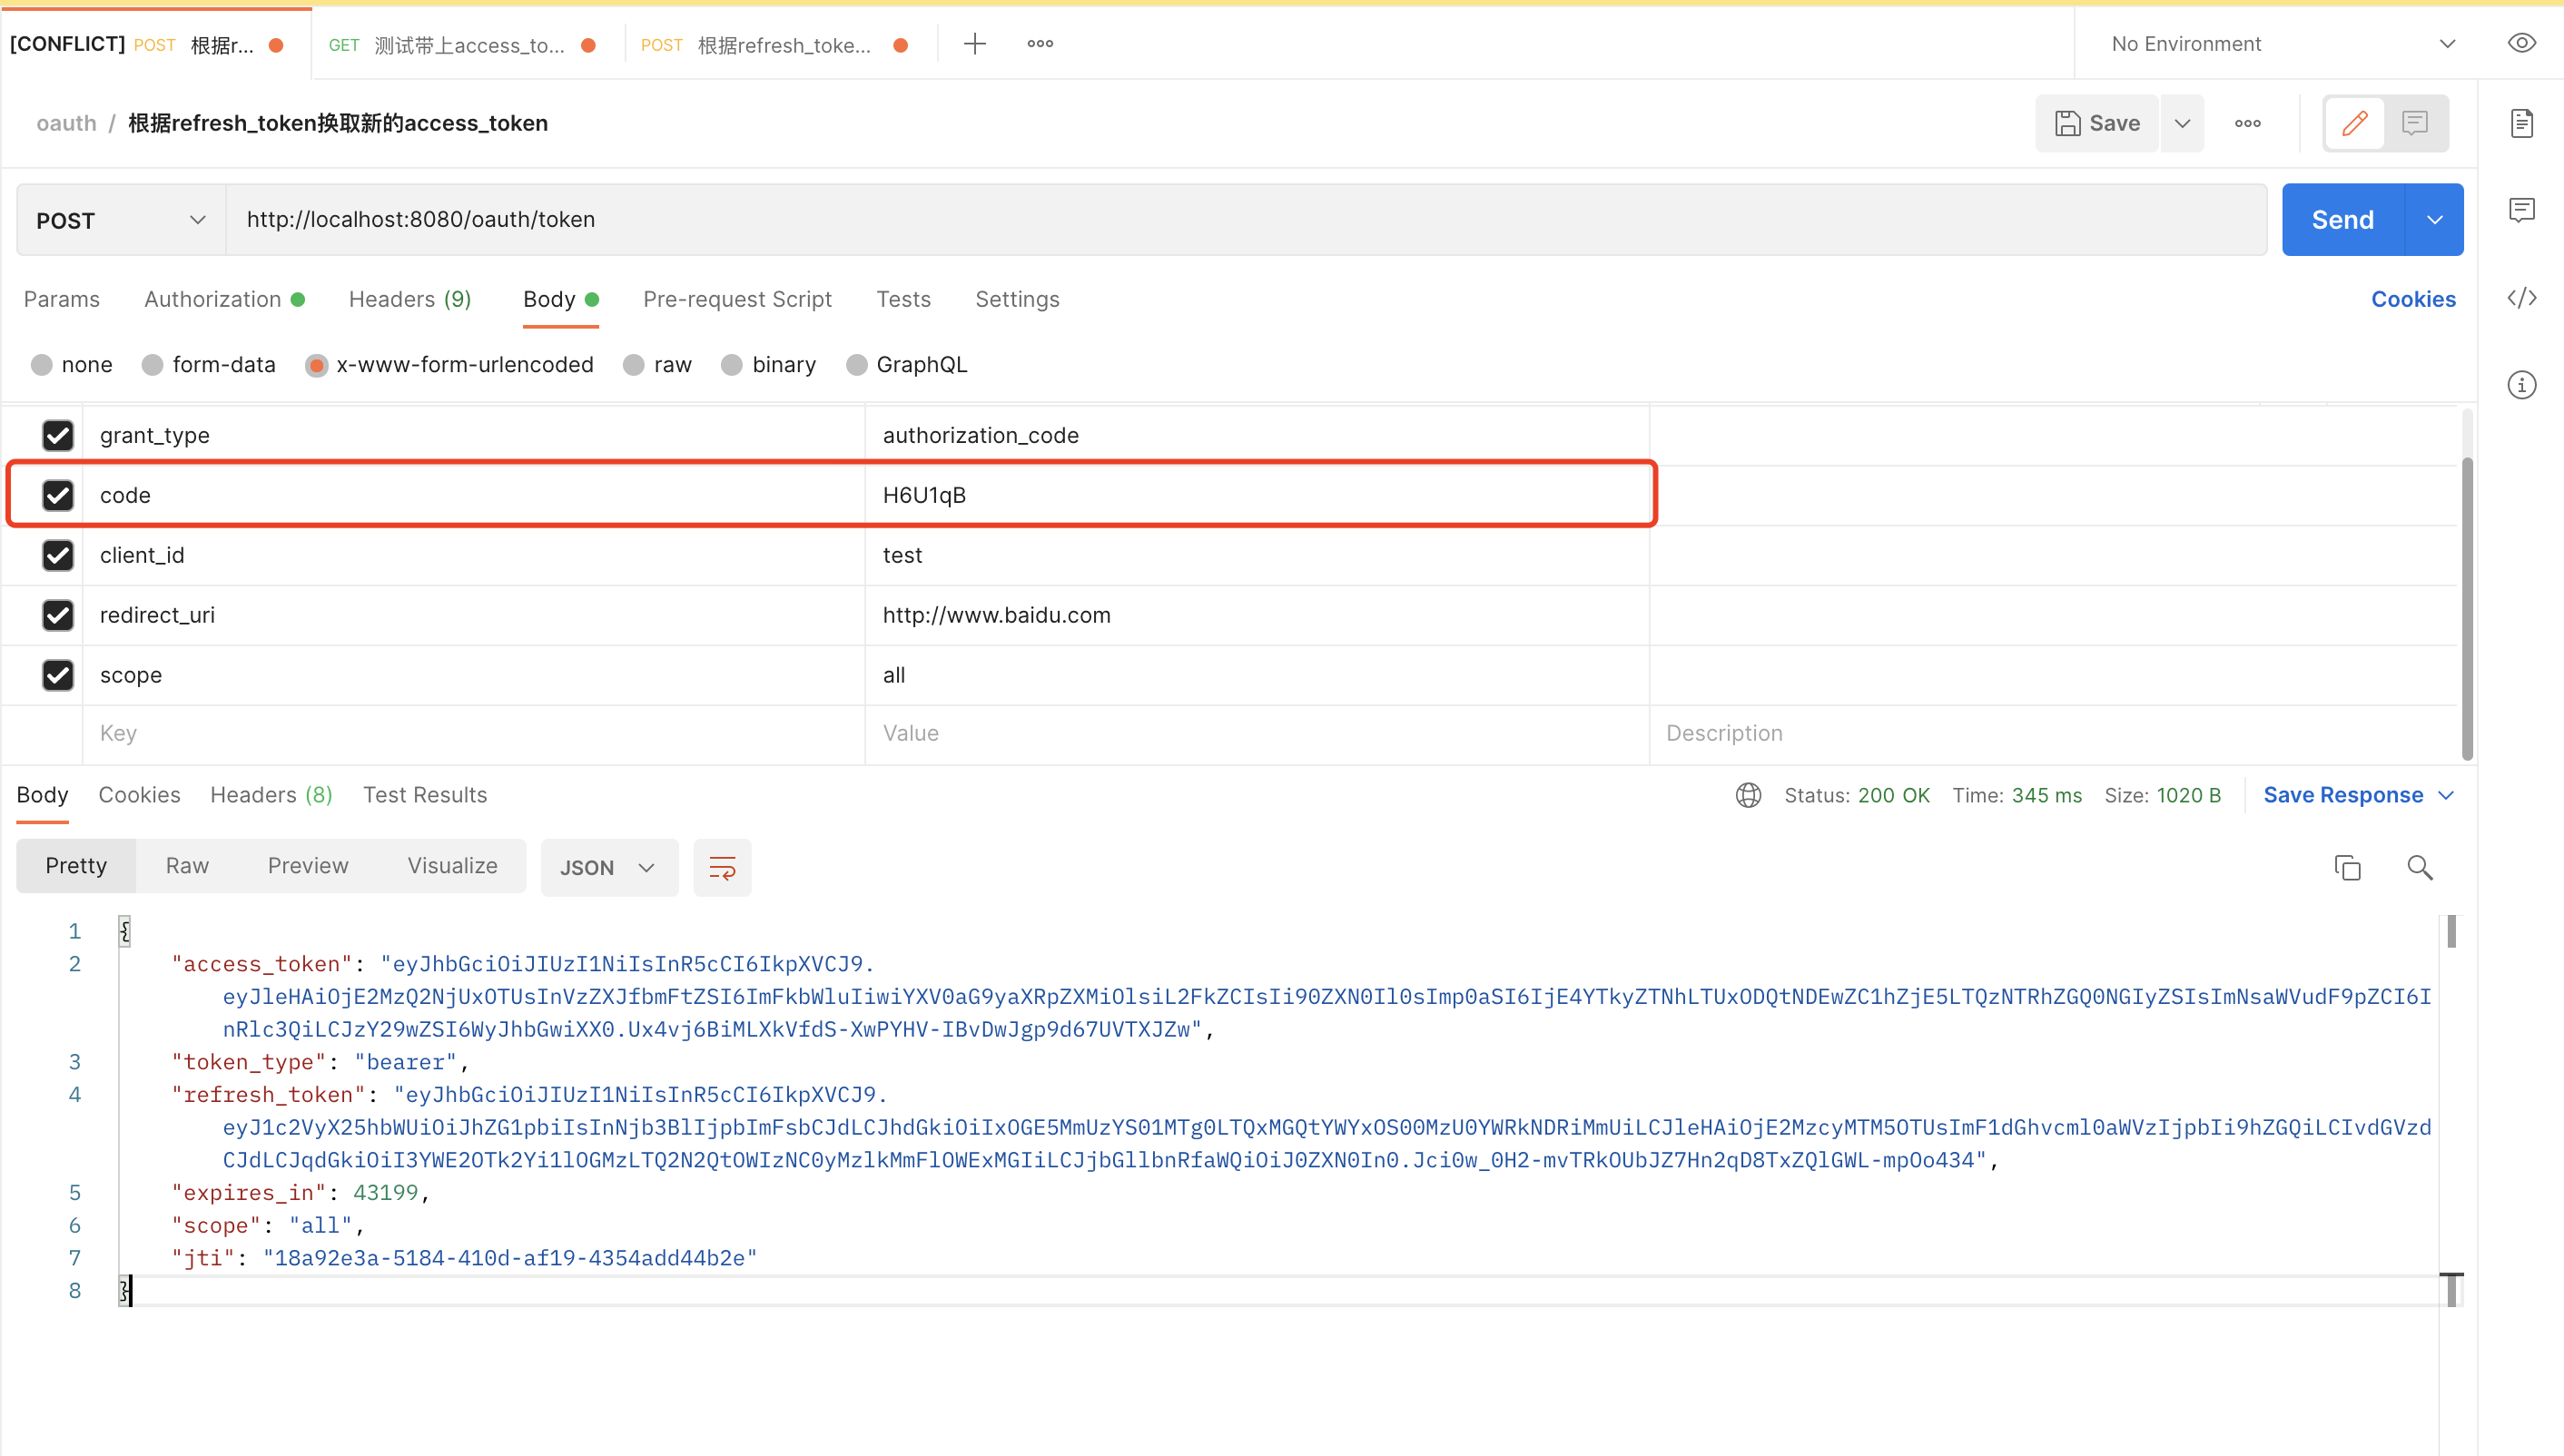 [CONFLICT] POST 根据r... GET 测试带上access_to... POST 根据refresh_toke... No Environment
oauth / 根据refresh_token换取新的access_token Save
POST http://localhost:8080/oauth/token Send
Params Authorization Headers (9) Body Pre-request Script Tests Settings Cookies
none form-data x-www-form-urlencoded raw binary GraphQL
grant_type authorization_code
code H6U1qB
client_id test
redirect_uri http://www.baidu.com
scope all
Key Value Description
Body Cookies Headers (8) Test Results Status: 200 OK Time: 345 ms Size: 1020 B Save Response
Pretty Raw Preview Visualize JSON
1 {
2 "access_token": "eyJhbGciOiJIUzI1NiIsInR5cCI6IkpXVCJ9.
eyJleHAiOjE2MzQ2NjUxOTUsInVzZXJfbmFtZSI6ImFkbWluIiwiYXV0aG9yaXRpZXMiOlsiL2FkZCIsIi90ZXN0Il0sImp0aSI6IjE4YTkyZTNhLTUxODQtNDEwZC1hZjE5LTQzNTRhZGQ0NGIyZSIsImNsaWVudF9pZCI6I
nRlc3QiLCJzY29wZSI6WyJhbGwiXX0.Ux4vj6BiMLXkVfdS-XwPYHV-IBvDwJgp9d67UVTXJZw",
3 "token_type": "bearer",
4 "refresh_token": "eyJhbGciOiJIUzI1NiIsInR5cCI6IkpXVCJ9.
eyJ1c2VyX25hbWUiOiJhZG1pbiIsInNjb3BlIjpbImFsbCJdLCJhdGkiOiIxOGE5MmUzYS01MTg0LTQxMGQtYWYxOS00MzU0YWRkNDRiMmUiLCJleHAiOjE2MzcyMTM5OTUsImF1dGhvcml0aWVzIjpbIi9hZGQiLCIvdGVzd
CJdLCJqdGkiOiI3YWE2OTk2Yi1lOGMzLTQ2N2QtOWIzNC0yMzlkMmFlOWExMGIiLCJjbGllbnRfaWQiOiJ0ZXN0In0.Jci0w_0H2-mvTRkOUbJZ7Hn2qD8TxZQlGWL-mpOo434",
5 "expires_in": 43199,
6 "scope": "all",
7 "jti": "18a92e3a-5184-410d-af19-4354add44b2e"
8 }